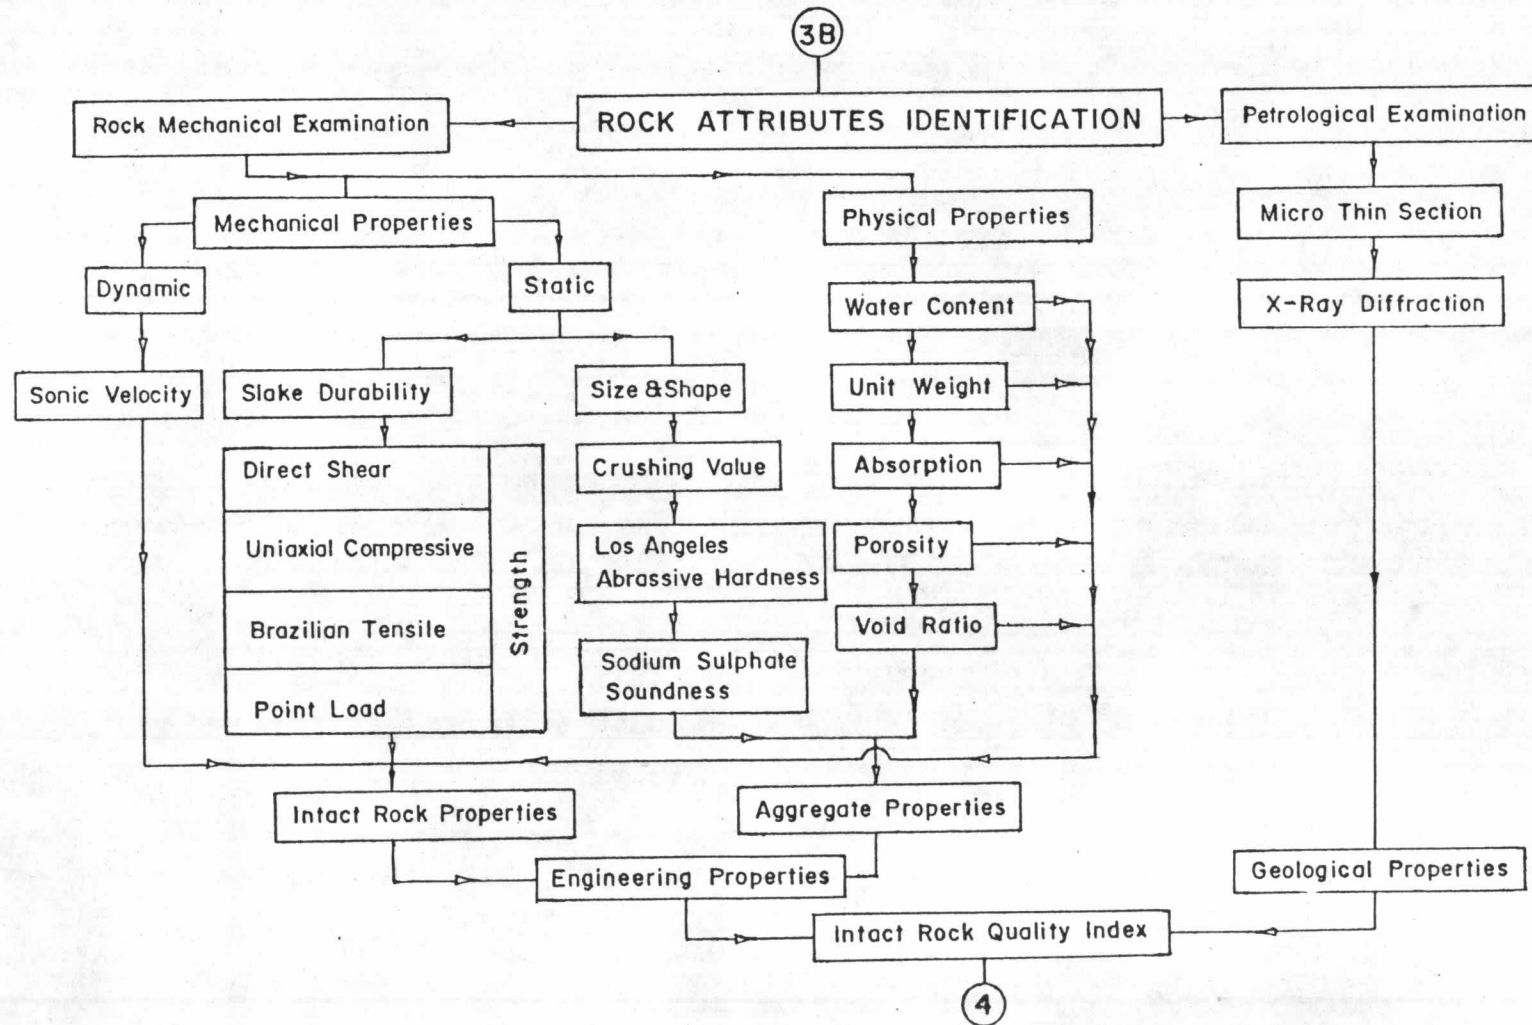 3B
Rock Mechanical Examination
ROCK ATTRIBUTES IDENTIFICATION
Petrological Examination
Mechanical Properties
Physical Properties
Micro Thin Section
Dynamic
Static
Water Content
X-Ray Diffraction
Sonic Velocity
Slake Durability
Size & Shape
Unit Weight
Direct Shear
Crushing Value
Absorption
Uniaxial Compressive
Los Angeles
Abrassive Hardness
Porosity
Strength
Brazilian Tensile
Void Ratio
Sodium Sulphate
Soundness
Point Load
Intact Rock Properties
Aggregate Properties
Engineering Properties
Geological Properties
Intact Rock Quality Index
4